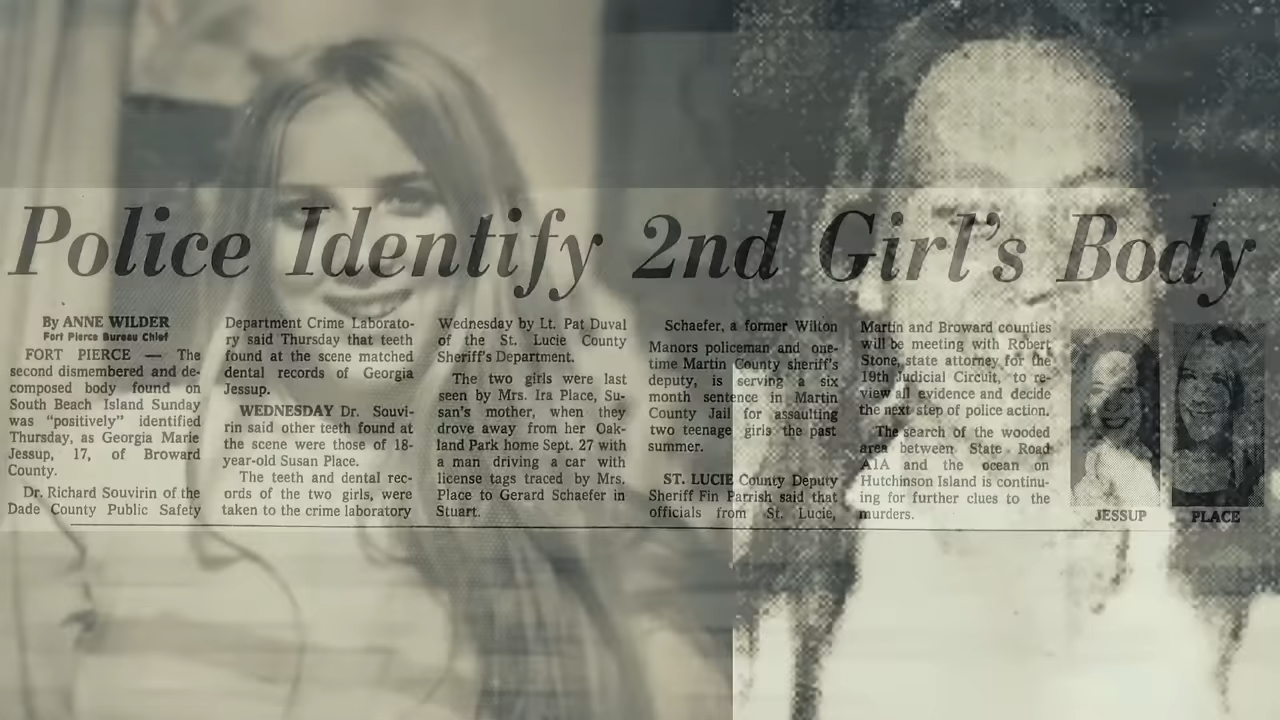 Police Identify 2nd Girl's Body
By ANNE WILDER
Fort Pierce Bureau Chief
FORT PIERCE — The
second dismembered and de-
composed body found on
South Beach Island Sunday
was "positively" identified
Thursday, as Georgia Marie
Jessup, 17, of Broward
County.
Dr. Richard Souvirin of the
Dade County Public Safety
Department Crime Laborato-
ry said Thursday that teeth
found at the scene matched
dental records of Georgia
Jessup.
WEDNESDAY Dr. Souvi-
rin said other teeth found at
the scene were those of 18-
year-old Susan Place.
The teeth and dental rec-
ords of the two girls, were
taken to the crime laboratory
Wednesday by Lt. Pat Duval
of the St. Lucie County
Sheriff's Department.
The two girls were last
seen by Mrs. Ira Place, Su-
san's mother, when they
drove away from her Oak-
land Park home Sept. 27 with
a man driving a car with
license tags traced by Mrs.
Place to Gerard Schaefer in
Stuart.
Schaefer, a former Wilton
Manors policeman and one-
time Martin County sheriff's
deputy, is serving a six
month sentence in Martin
County Jail for assaulting
two teenage girls the past
summer.
ST. LUCIE County Deputy
Sheriff Fin Parrish said that
officials from St. Lucie,
Martin and Broward counties
will be meeting with Robert
Stone, state attorney for the
19th Judicial Circuit, to re-
view all evidence and decide
the next step of police action.
The search of the wooded
area between State Road
A1A and the ocean on
Hutchinson Island is continu-
ing for further clues to the
murders.
JESSUP
PLACE